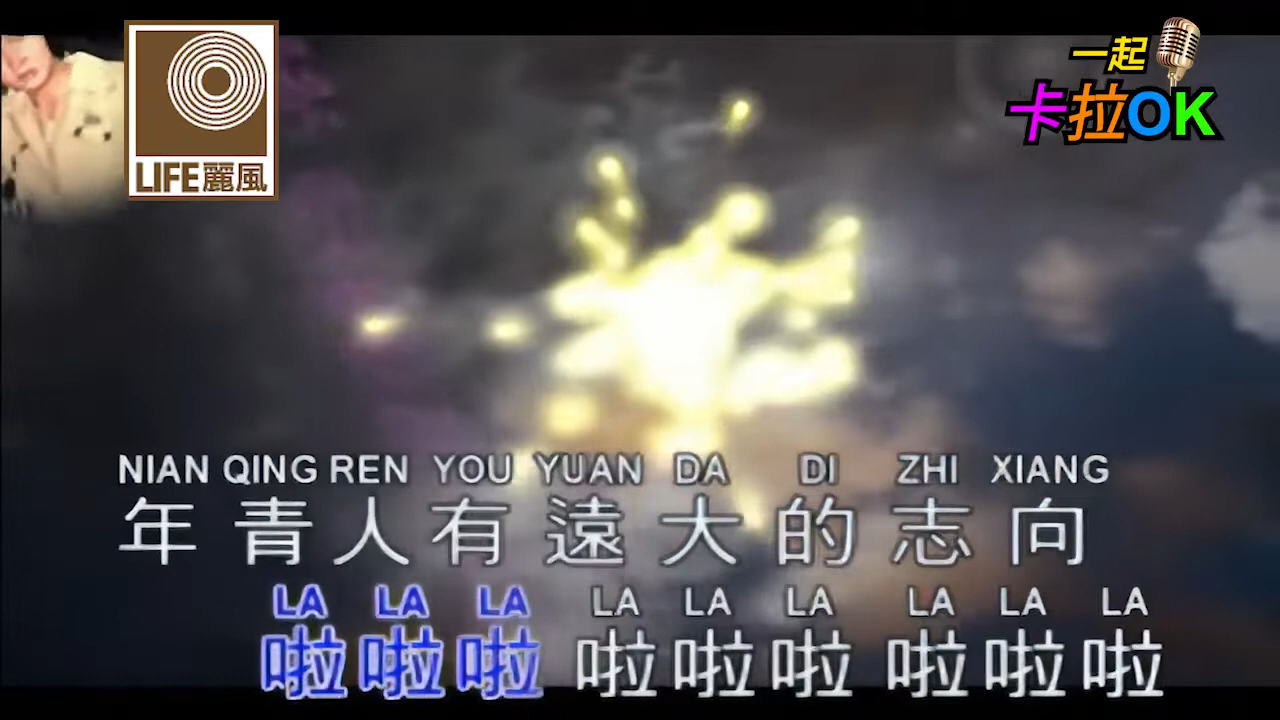 一起
卡拉OK
LIFE麗風
NIAN QING REN YOU YUAN DA DI ZHI XIANG
年青人有遠大的志向
LA LA LA LA LA LA LA LA LA
啦啦啦 啦啦啦 啦啦啦